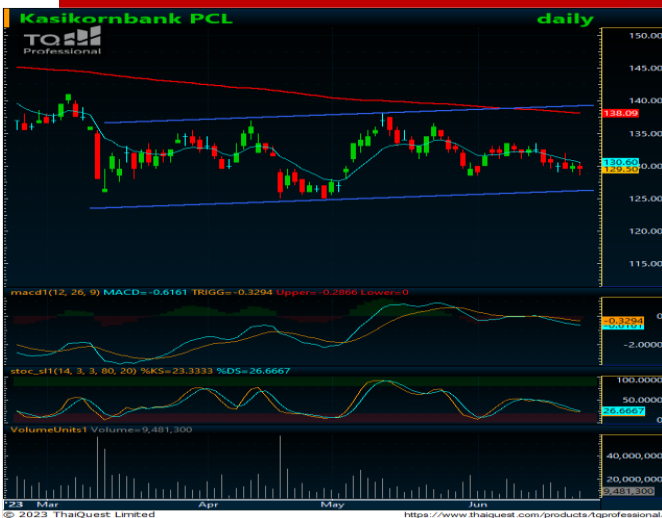 Kasikornbank PCL daily
TQ
Professional
150.00
145.00
140.00
138.09
135.00
130.60
130.00
129.50
125.00
120.00
115.00
macd1(12, 26, 9) MACD=-0.6161 TRIGG=-0.3294 Upper=-0.2866 Lower=0
0
-0.3294
-0.6161
-2.0000
stoc_sl1(14, 3, 3, 80, 20) %KS=23.3333 %DS=26.6667
100.0000
50.0000
26.6667
0
VolumeUnits1 Volume=9,481,300
40,000,000
20,000,000
9,481,300
'23 Mar Apr May Jun
© 2023 ThaiQuest Limited https://www.thaiquest.com/products/tqprofessional.